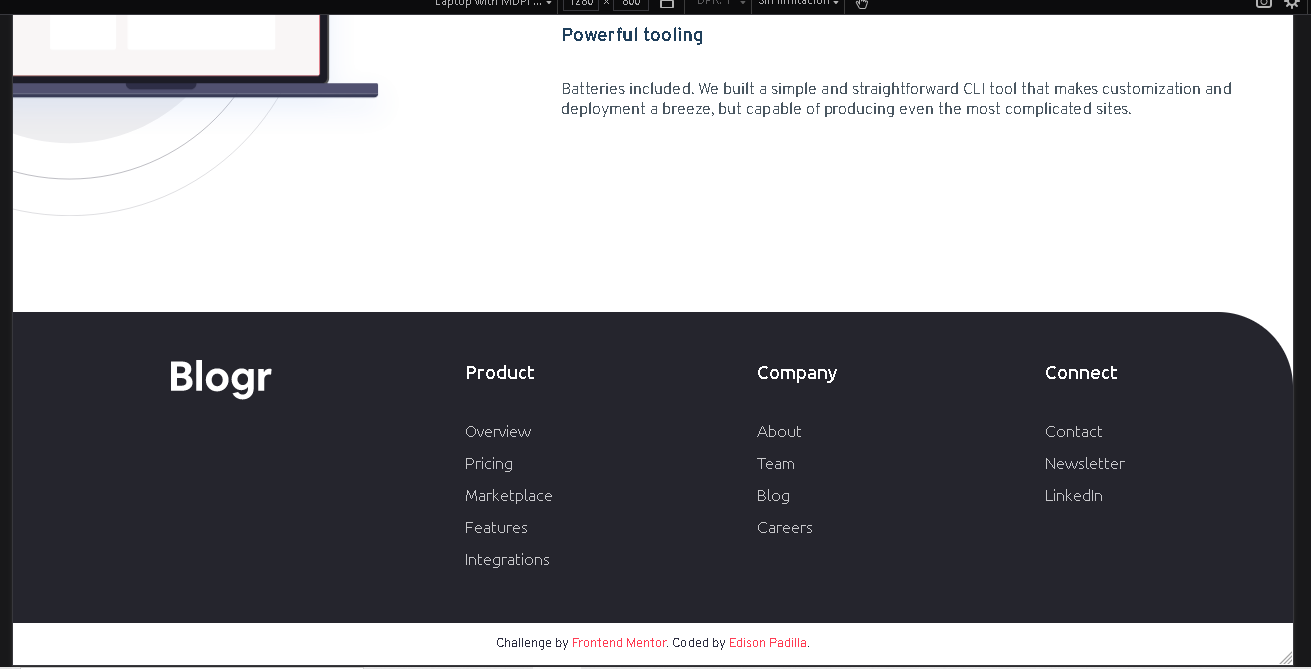 Laptop with MDPI ... 1280 × 800 DPR: 1 Sin limitación
Powerful tooling
Batteries included. We built a simple and straightforward CLI tool that makes customization and
deployment a breeze, but capable of producing even the most complicated sites.
Blogr
Product
Overview
Pricing
Marketplace
Features
Integrations
Company
About
Team
Blog
Careers
Connect
Contact
Newsletter
LinkedIn
Challenge by Frontend Mentor. Coded by Edison Padilla.